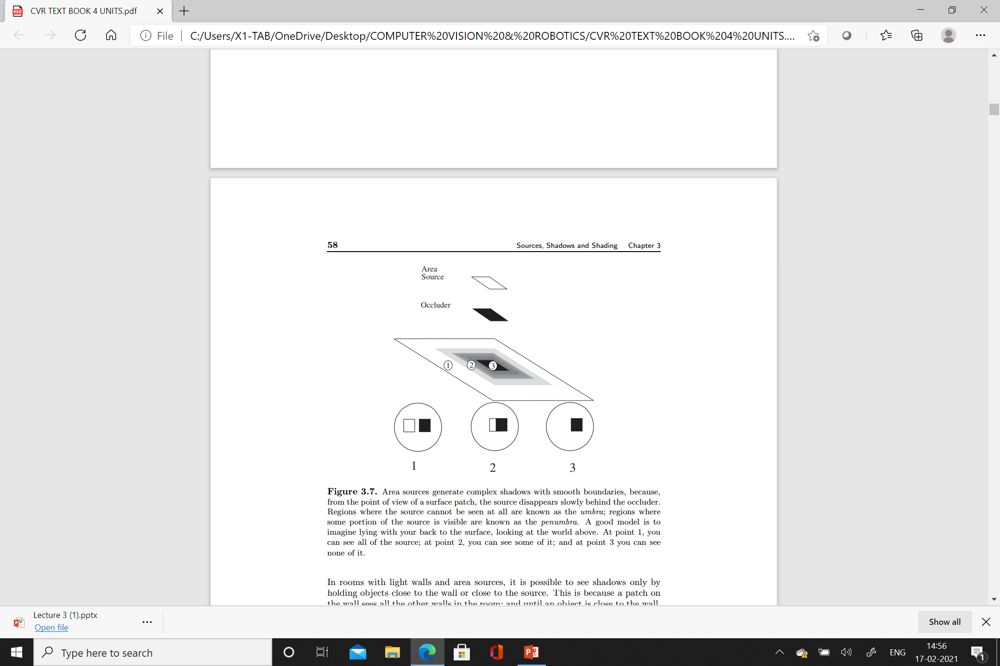 CVR TEXT BOOK 4 UNITS.pdf
File
C:/Users/X1-TAB/OneDrive/Desktop/COMPUTER%20VISION%20&%20ROBOTICS/CVR%20TEXT%20BOOK%204%20UNITS....
58 Sources, Shadows and Shading Chapter 3
Area
Source
Occluder
1 2 3
1 2 3
Figure 3.7. Area sources generate complex shadows with smooth boundaries, because,
from the point of view of a surface patch, the source disappears slowly behind the occluder.
Regions where the source cannot be seen at all are known as the umbra; regions where
some portion of the source is visible are known as the penumbra. A good model is to
imagine lying with your back to the surface, looking at the world above. At point 1, you
can see all of the source; at point 2, you can see some of it; and at point 3 you can see
none of it.
In rooms with light walls and area sources, it is possible to see shadows only by
holding objects close to the wall or close to the source. This is because a patch on
the wall sees all the other walls in the room; and until an object is close to the wall
Lecture 3 (1).pptx
Open file
Show all
Type here to search
ENG
14:56
17-02-2021
1